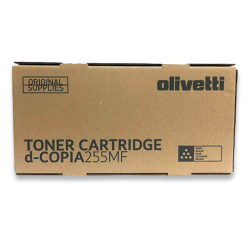 ORIGINAL
SUPPLIES
olivetti
TONER CARTRIDGE
d-COPIA255MF